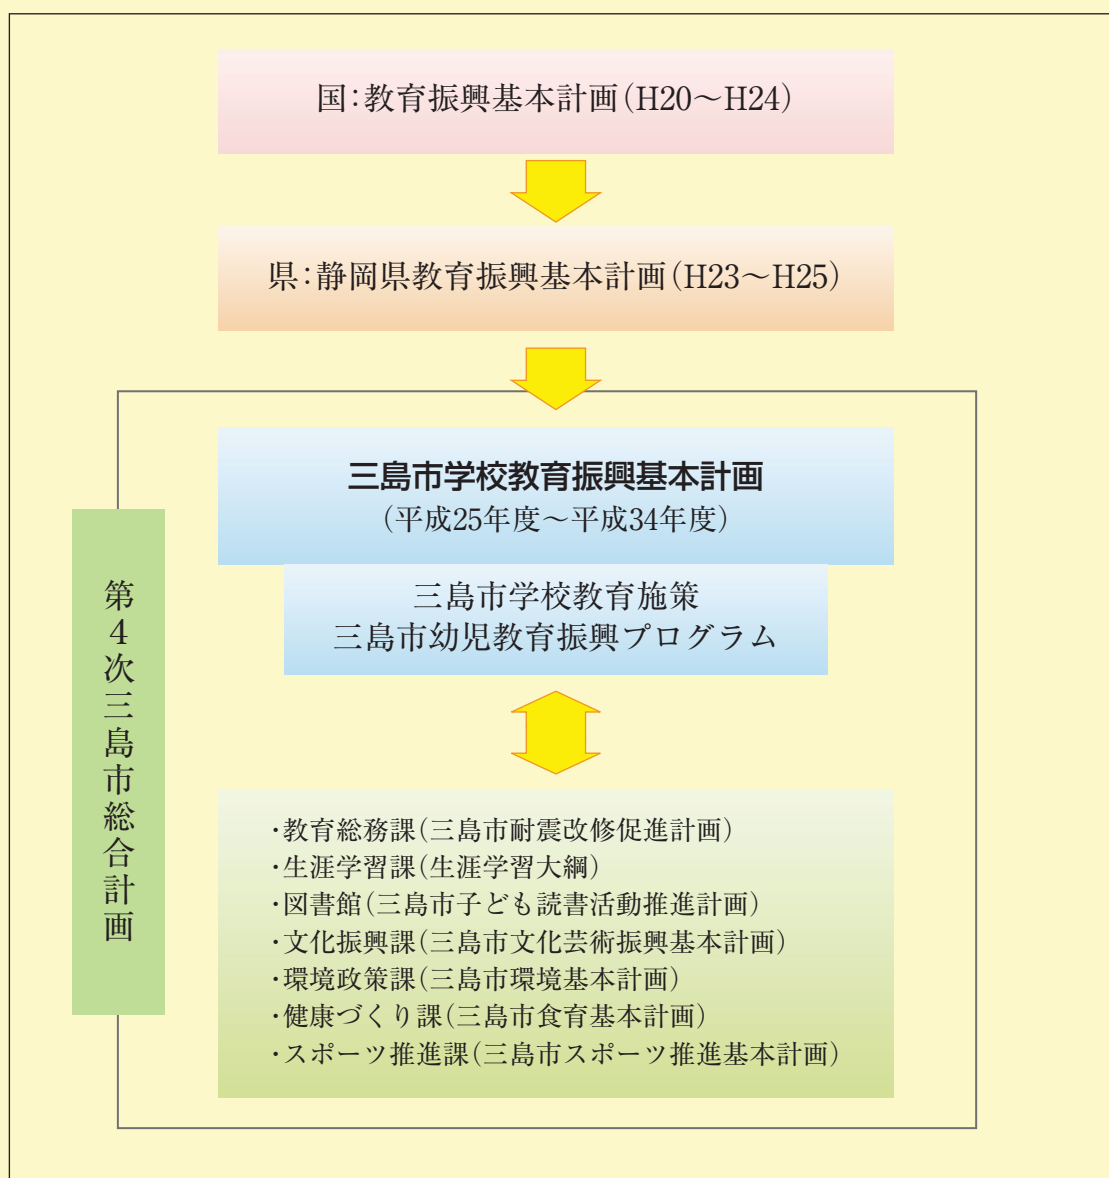 国：教育振興基本計画（H20～H24）
県：静岡県教育振興基本計画（H23～H25）
三島市学校教育振興基本計画
（平成25年度～平成34年度）
三島市学校教育施策
三島市幼児教育振興プログラム
第4次三島市総合計画
・教育総務課（三島市耐震改修促進計画）
・生涯学習課（生涯学習大綱）
・図書館（三島市子ども読書活動推進計画）
・文化振興課（三島市文化芸術振興基本計画）
・環境政策課（三島市環境基本計画）
・健康づくり課（三島市食育基本計画）
・スポーツ推進課（三島市スポーツ推進基本計画）